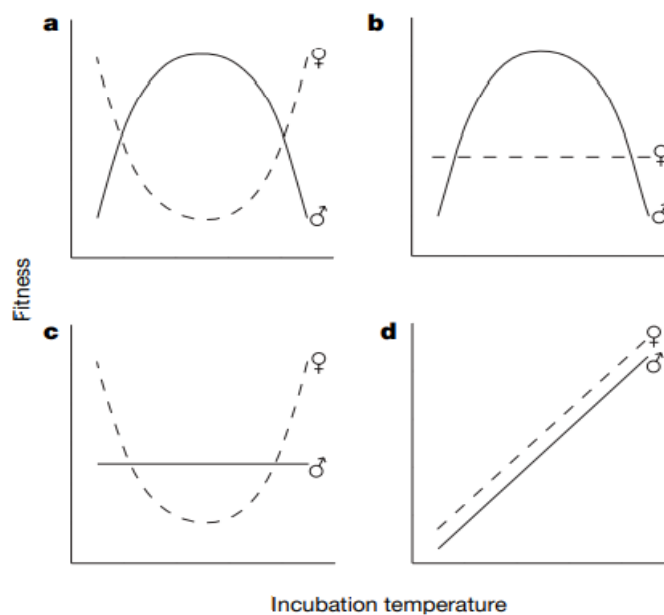 a
♀
♂
b
♀
♂
Fitness
c
♀
♂
d
♀
♂
Incubation temperature